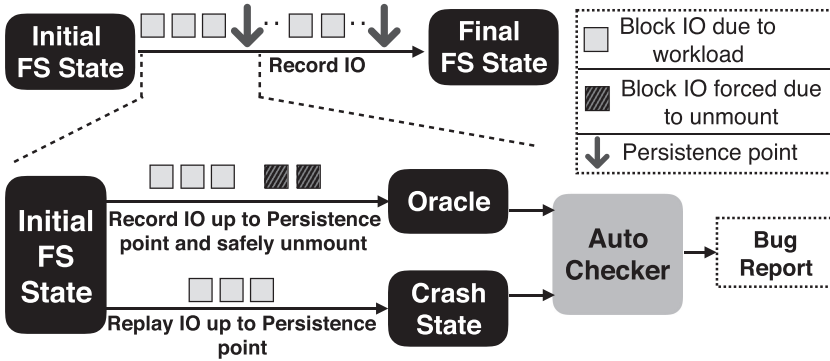 Initial
FS State
Record IO
Final
FS State
Block IO due to
workload
Block IO forced due
to unmount
Persistence point
Initial
FS
State
Record IO up to Persistence
point and safely unmount
Oracle
Replay IO up to Persistence
point
Crash
State
Auto
Checker
Bug
Report